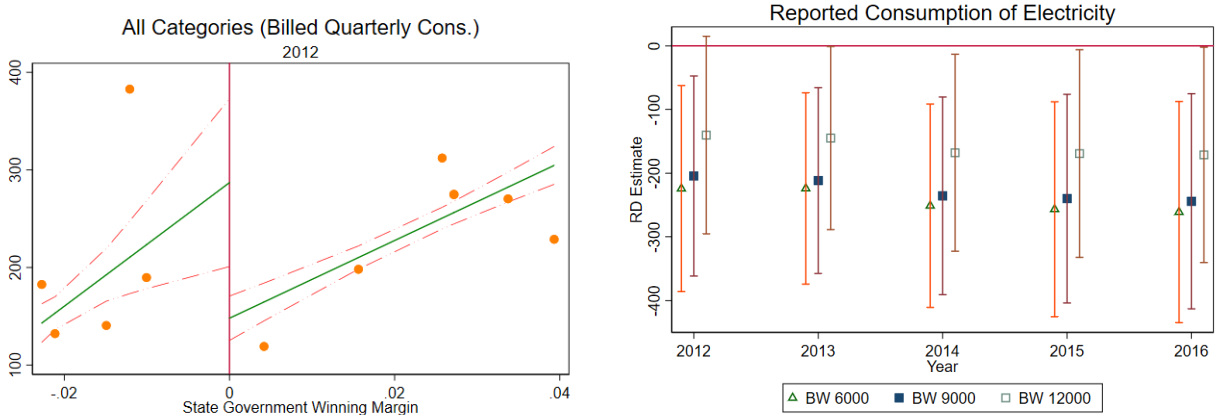 All Categories (Billed Quarterly Cons.)
2012
400
300
200
100
-.02
0
.02
.04
State Government Winning Margin
Reported Consumption of Electricity
0
-100
-200
-300
-400
RD Estimate
2012
2013
2014
2015
2016
Year
BW 6000
BW 9000
BW 12000